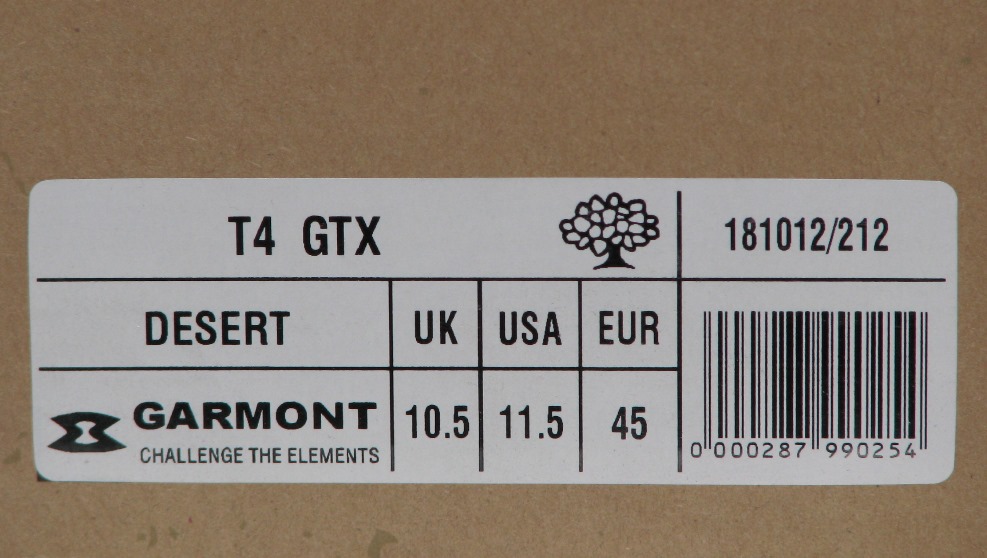 T4 GTX
181012/212
DESERT UK USA EUR
GARMONT 10.5 11.5 45
CHALLENGE THE ELEMENTS
0 000287 990254